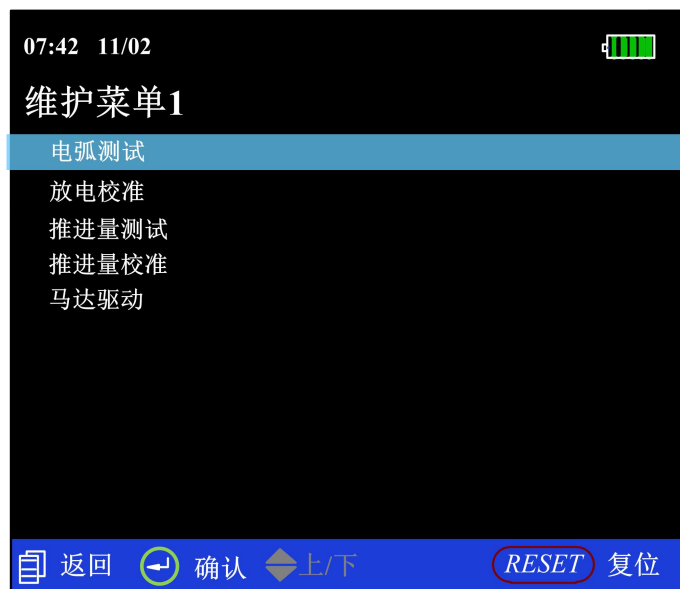 07:42 11/02
维护菜单1
电弧测试
放电校准
推进量测试
推进量校准
马达驱动
返回 确认 上/下 RESET 复位